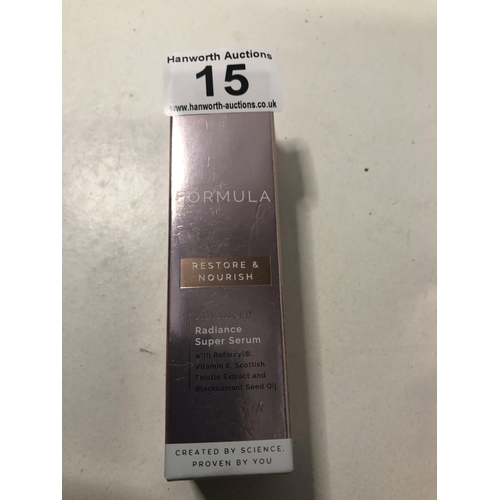 Hanworth Auctions
15
www.hanworth-auctions.co.uk
FORMULA
RESTORE &
NOURISH
ADVANCED
Radiance
Super Serum
with Reforcyl®,
Vitamin E, Scottish
Thistle Extract and
Blackcurrant Seed Oil
CREATED BY SCIENCE.
PROVEN BY YOU